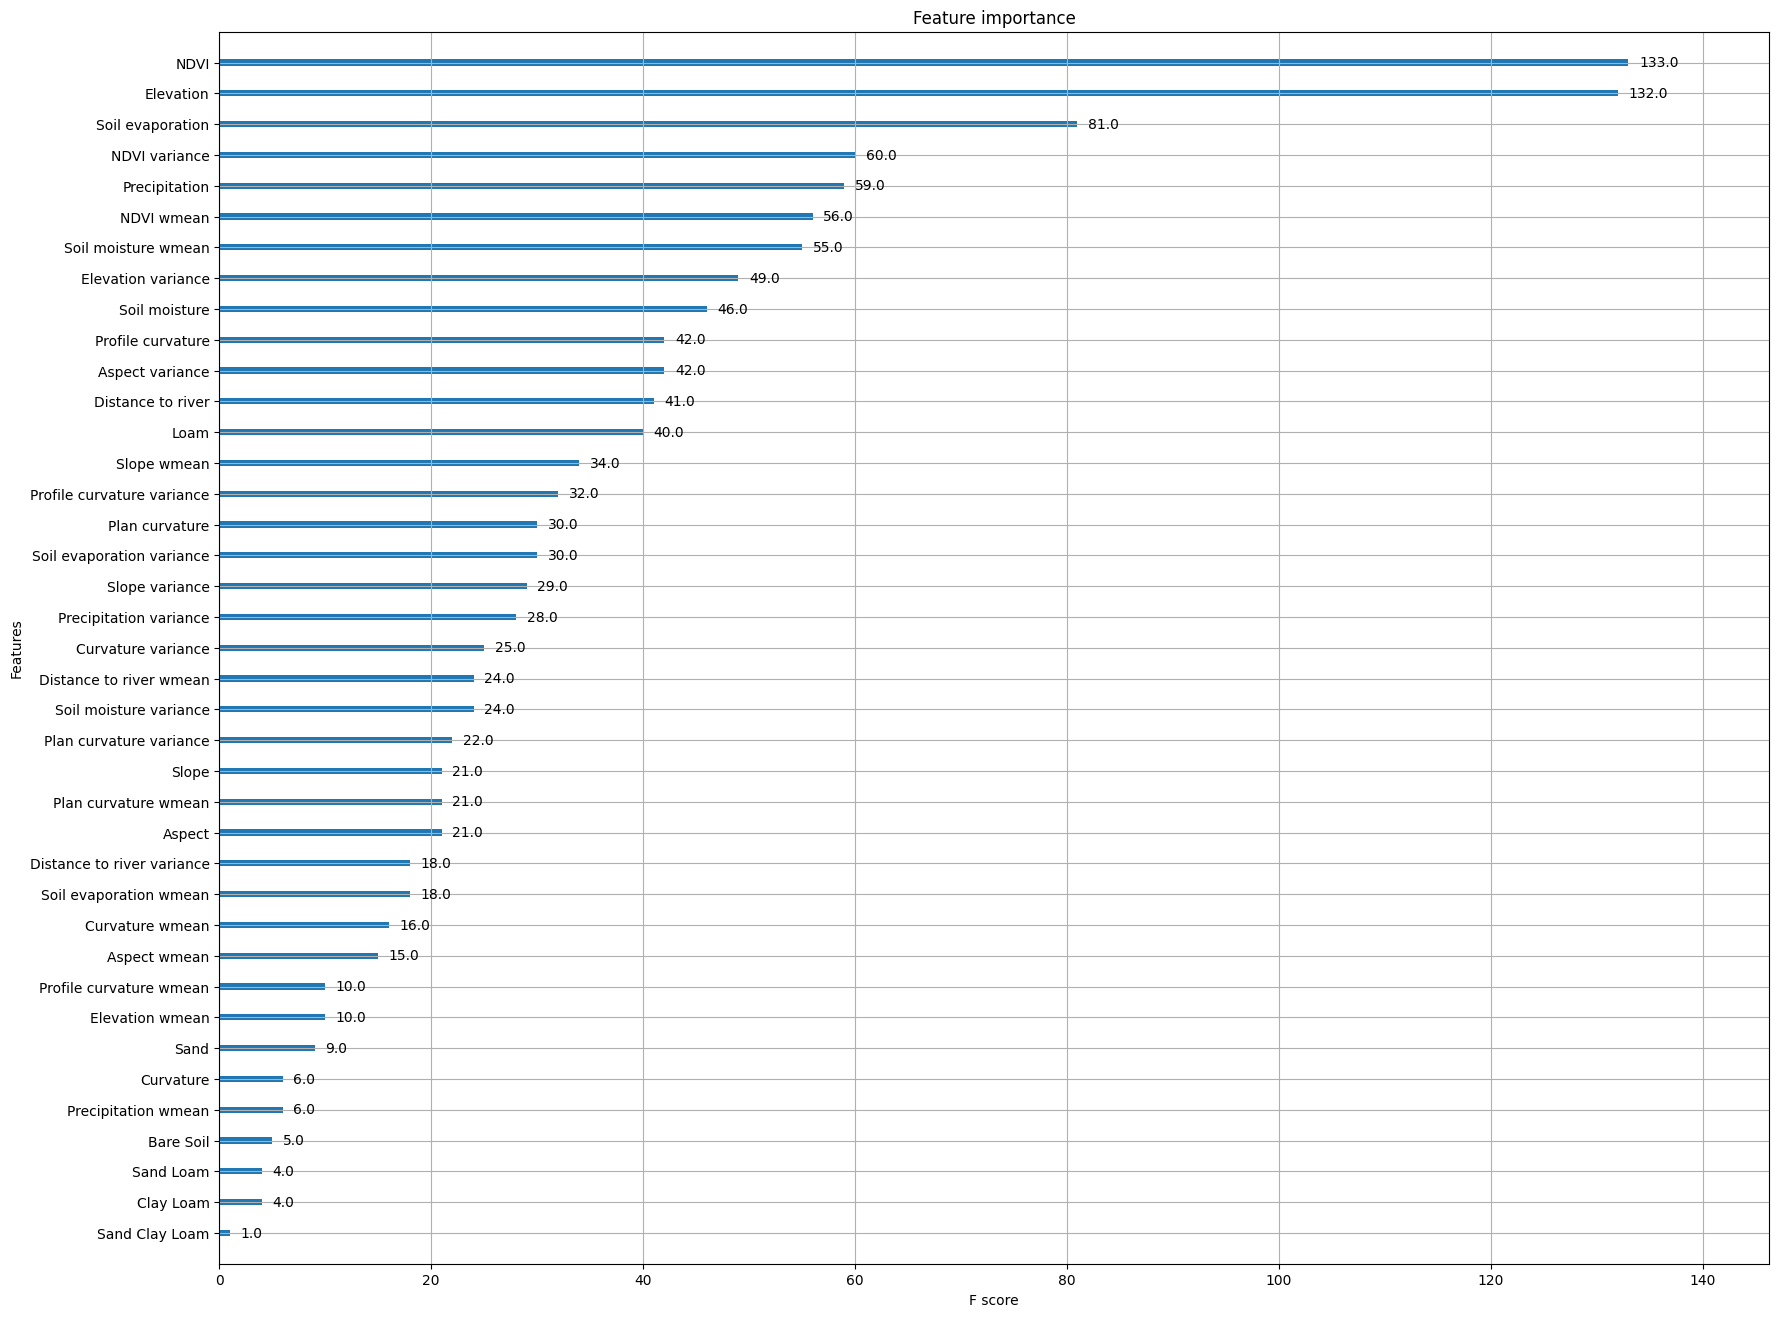 Feature importance
NDVI 133.0
Elevation 132.0
Soil evaporation 81.0
NDVI variance 60.0
Precipitation 59.0
NDVI wmean 56.0
Soil moisture wmean 55.0
Elevation variance 49.0
Soil moisture 46.0
Profile curvature 42.0
Aspect variance 42.0
Distance to river 41.0
Loam 40.0
Slope wmean 34.0
Profile curvature variance 32.0
Plan curvature 30.0
Soil evaporation variance 30.0
Slope variance 29.0
Precipitation variance 28.0
Curvature variance 25.0
Distance to river wmean 24.0
Soil moisture variance 24.0
Plan curvature variance 22.0
Slope 21.0
Plan curvature wmean 21.0
Aspect 21.0
Distance to river variance 18.0
Soil evaporation wmean 18.0
Curvature wmean 16.0
Aspect wmean 15.0
Profile curvature wmean 10.0
Elevation wmean 10.0
Sand 9.0
Curvature 6.0
Precipitation wmean 6.0
Bare Soil 5.0
Sand Loam 4.0
Clay Loam 4.0
Sand Clay Loam 1.0
Features
0 20 40 60 80 100 120 140
F score